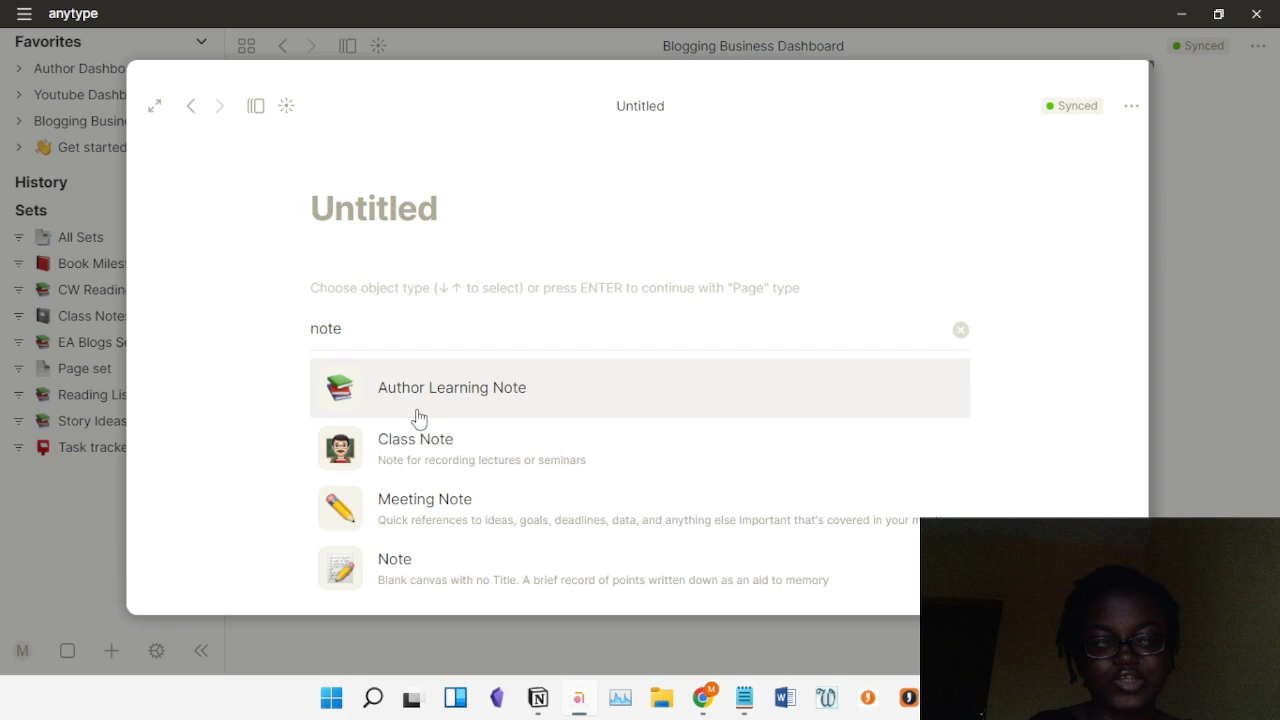 anytype
Favorites
Blogging Business Dashboard
Synced
Author Dashbo
Youtube Dashb
Blogging Busine
Get started
History
Sets
All Sets
Book Milest
CW Readin
Class Notes
EA Blogs Se
Page set
Reading Lis
Story Ideas
Task tracke
M
Untitled
Synced
Untitled
Choose object type (↓↑ to select) or press ENTER to continue with "Page" type
note
Author Learning Note
Class Note
Note for recording lectures or seminars
Meeting Note
Quick references to ideas, goals, deadlines, data, and anything else important that's covered in your
Note
Blank canvas with no Title. A brief record of points written down as an aid to memory
M